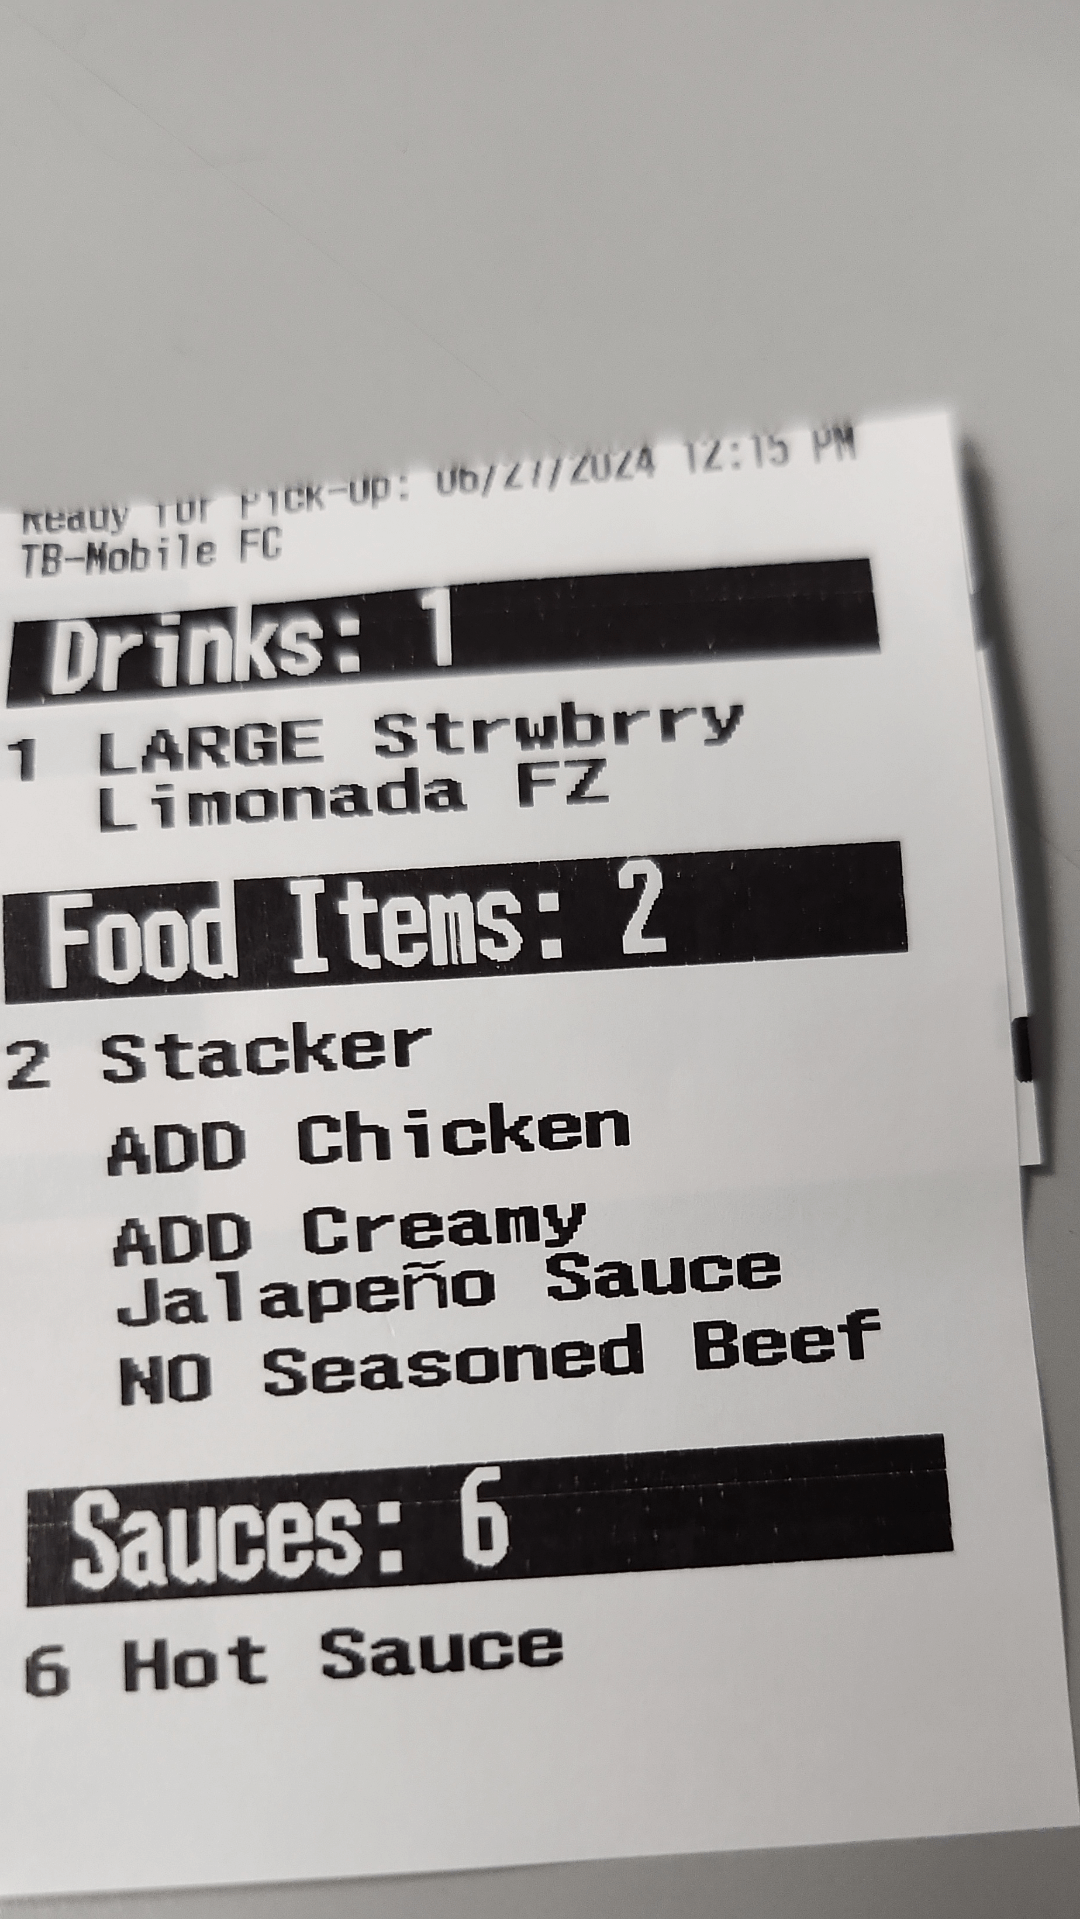 Ready for Pick-Up: 06/27/2024 12:15 PM
TB-Mobile FC
Drinks: 1
1 LARGE Strwbrry
Limonada FZ
Food Items: 2
2 Stacker
ADD Chicken
ADD Creamy
Jalapeño Sauce
NO Seasoned Beef
Sauces: 6
6 Hot Sauce